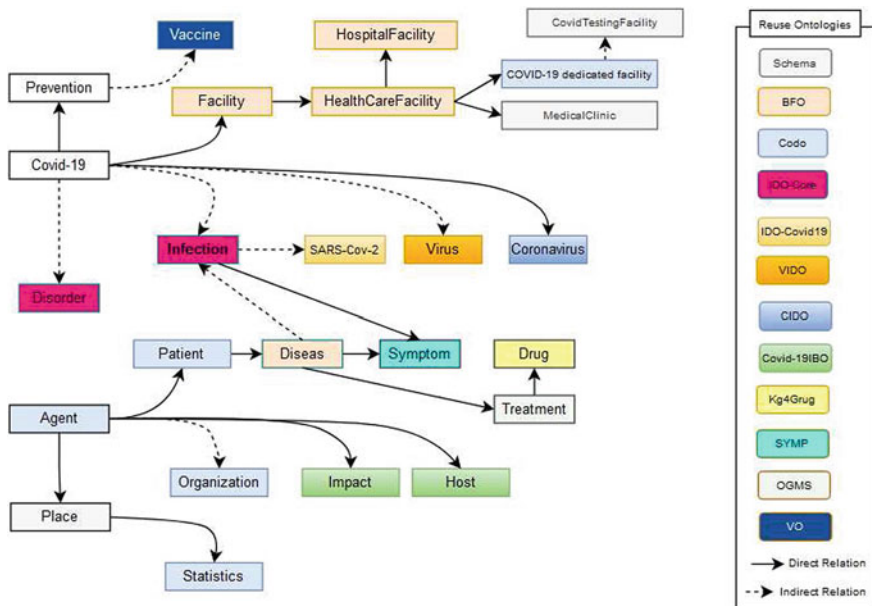 Vaccine
HospitalFacility
CovidTestingFacility
Prevention
Facility
HealthCareFacility
COVID-19 dedicated facility
MedicalClinic
Covid-19
Infection
SARS-Cov-2
Virus
Coronavirus
Disorder
Patient
Diseas
Symptom
Drug
Treatment
Agent
Organization
Impact
Host
Place
Statistics
Reuse Ontologies
Schema
BFO
Codo
IDO-Core
IDO-Covid19
VIDO
CIDO
Covid-19IBO
Kg4Grug
SYMP
OGMS
VO
Direct Relation
Indirect Relation